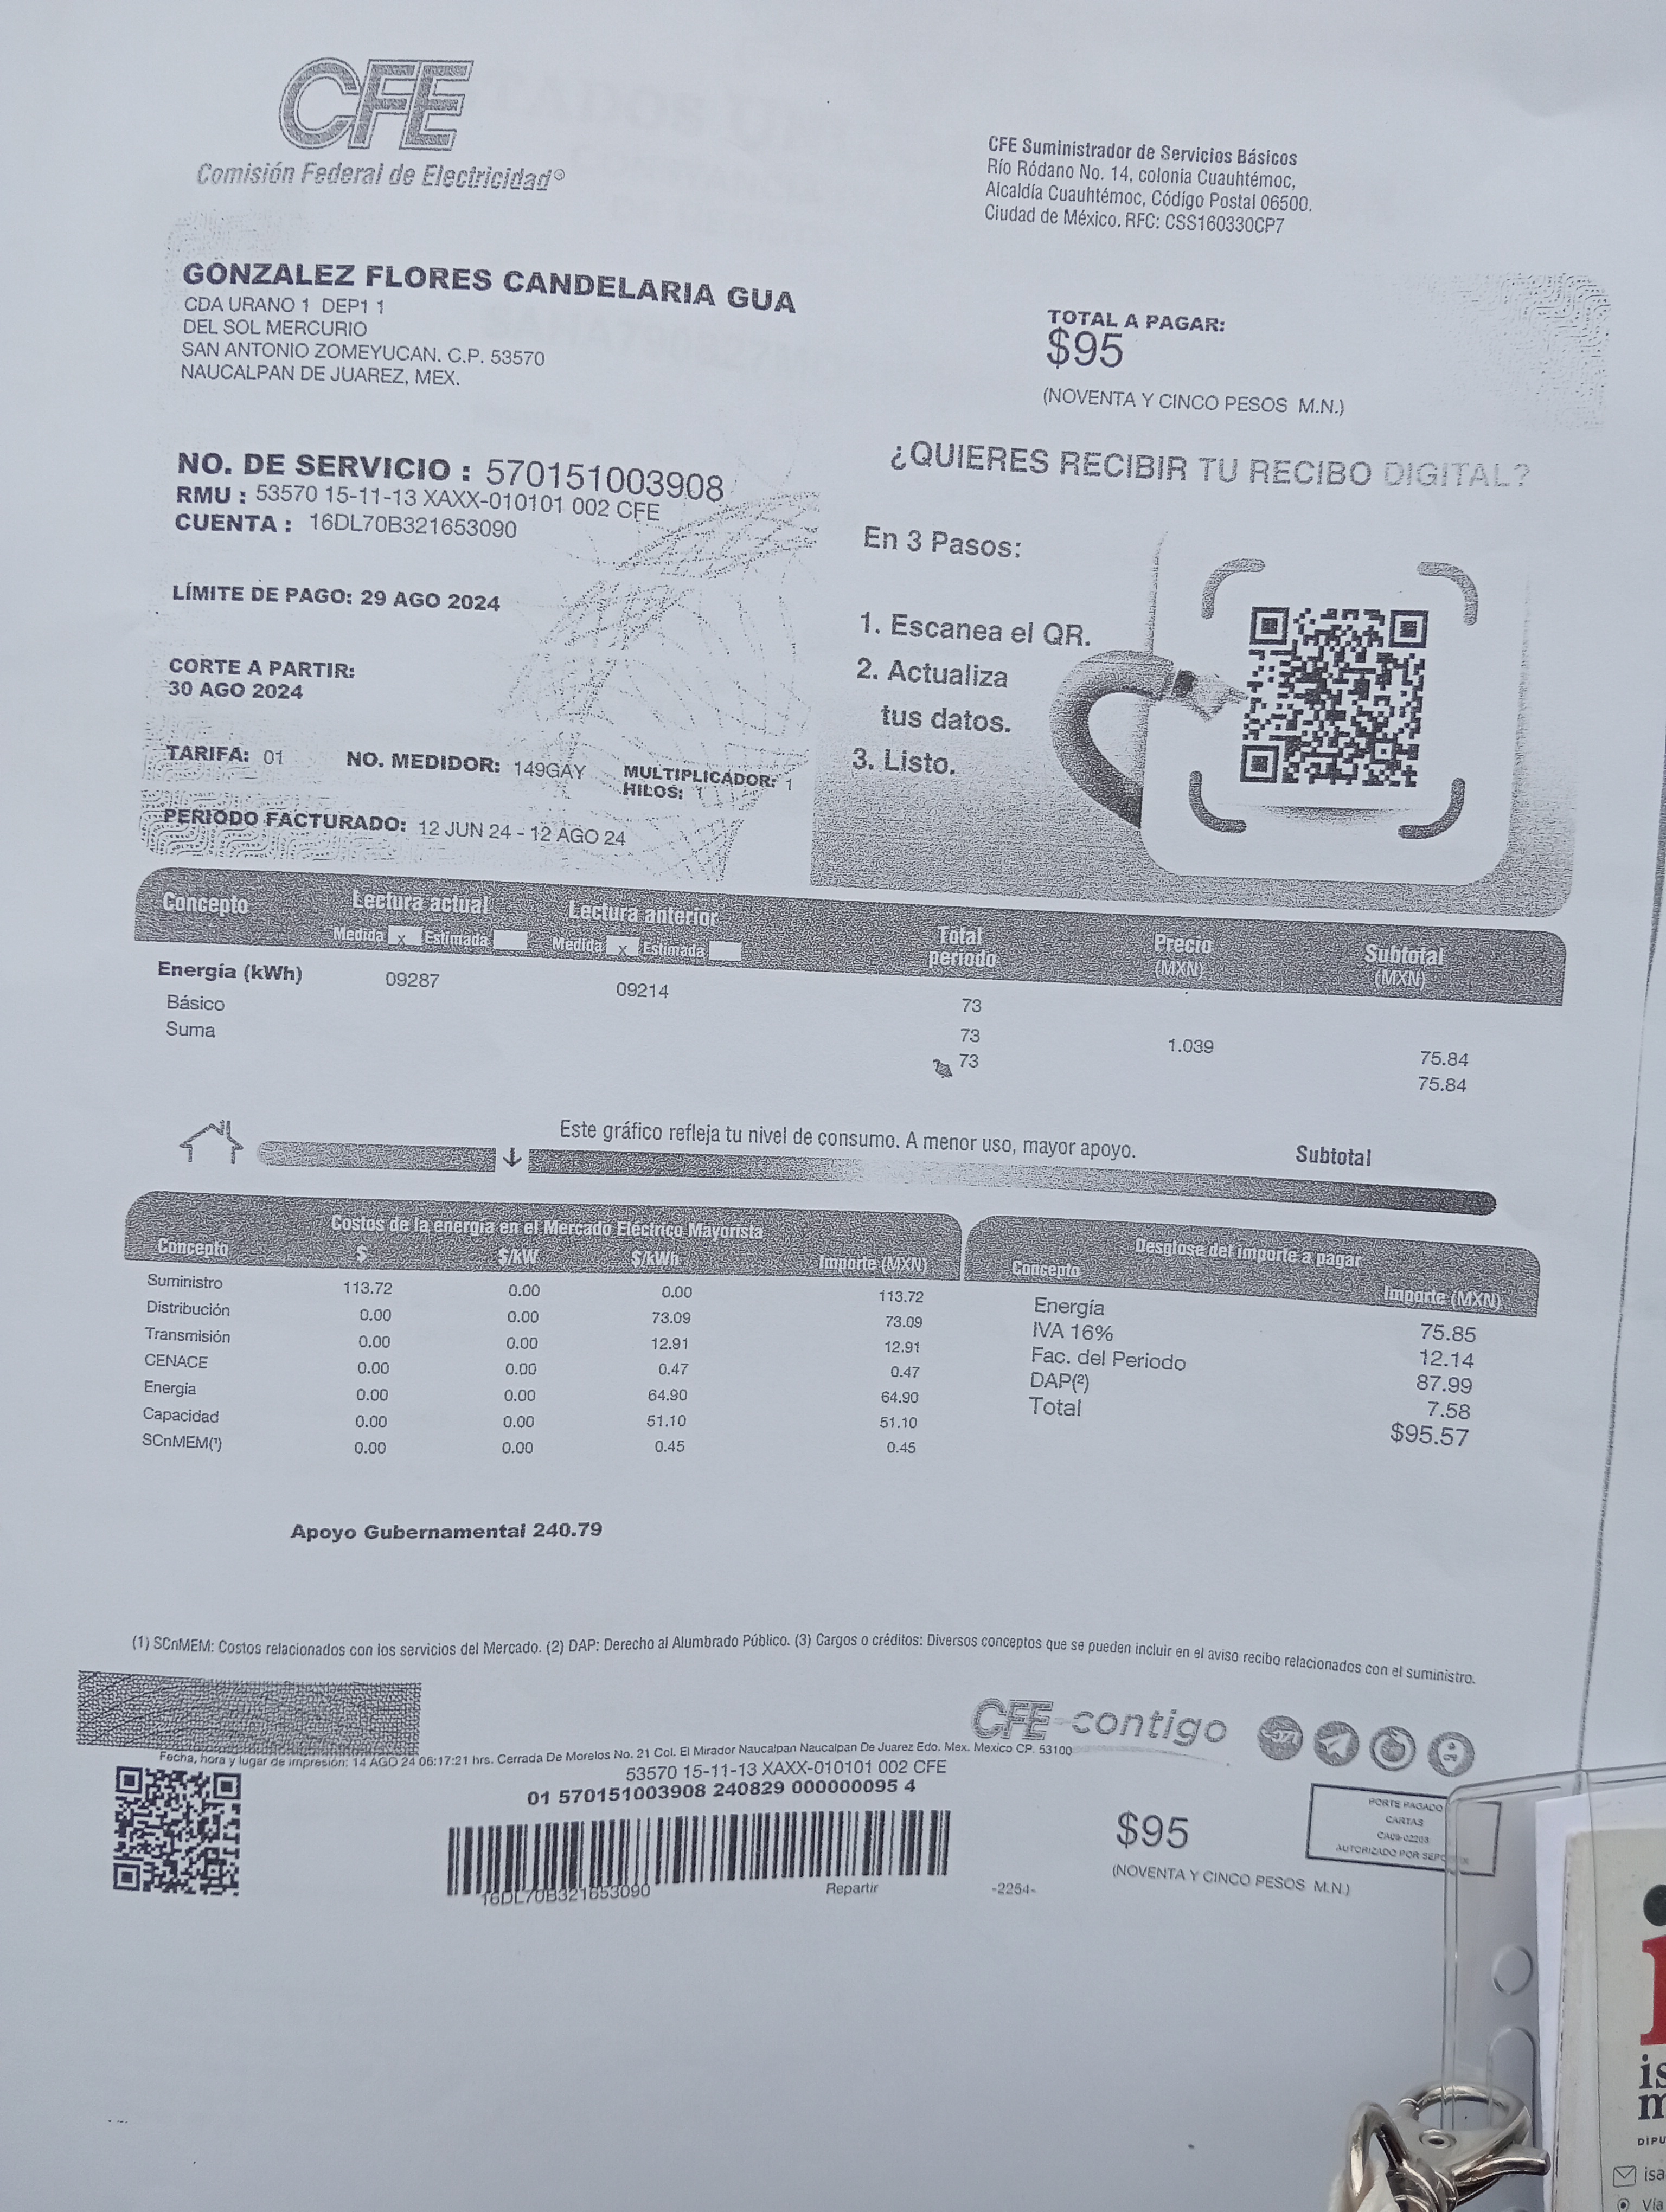 CFE
Comisión Federal de Electricidad®
CFE Suministrador de Servicios Básicos
Río Ródano No. 14, colonia Cuauhtémoc,
Alcaldía Cuauhtémoc, Código Postal 06500.
Ciudad de México. RFC: CSS160330CP7
GONZALEZ FLORES CANDELARIA GUA
CDA URANO 1 DEP1 1
DEL SOL MERCURIO
SAN ANTONIO ZOMEYUCAN. C.P. 53570
NAUCALPAN DE JUAREZ, MEX.
TOTAL A PAGAR:
$95
(NOVENTA Y CINCO PESOS M.N.)
NO. DE SERVICIO : 570151003908
RMU : 53570 15-11-13 XAXX-010101 002 CFE
CUENTA : 16DL70B321653090
LÍMITE DE PAGO: 29 AGO 2024
CORTE A PARTIR:
30 AGO 2024
TARIFA: 01 NO. MEDIDOR: 149GAY MULTIPLICADOR: 1
HILOS: 1
PERIODO FACTURADO: 12 JUN 24 - 12 AGO 24
¿QUIERES RECIBIR TU RECIBO DIGITAL?
En 3 Pasos:
1. Escanea el QR.
2. Actualiza
tus datos.
3. Listo.
Concepto Lectura actual Lectura anterior Total periodo Precio (MXN) Subtotal (MXN)
Medida x Estimada Medida x Estimada
Energía (kWh) 09287 09214 73
Básico 73 1.039 75.84
Suma 73 75.84
Este gráfico refleja tu nivel de consumo. A menor uso, mayor apoyo.
Subtotal
Costos de la energía en el Mercado Eléctrico Mayorista
Concepto $ $/kW $/kWh Importe (MXN)
Suministro 113.72 0.00 0.00 113.72
Distribución 0.00 0.00 73.09 73.09
Transmisión 0.00 0.00 12.91 12.91
CENACE 0.00 0.00 0.47 0.47
Energía 0.00 0.00 64.90 64.90
Capacidad 0.00 0.00 51.10 51.10
SCnMEM(¹) 0.00 0.00 0.45 0.45
Desglose del importe a pagar
Concepto Importe (MXN)
Energía 75.85
IVA 16% 12.14
Fac. del Periodo 87.99
DAP(²) 7.58
Total $95.57
Apoyo Gubernamental 240.79
(1) SCnMEM: Costos relacionados con los servicios del Mercado. (2) DAP: Derecho al Alumbrado Público. (3) Cargos o créditos: Diversos conceptos que se pueden incluir en el aviso recibo relacionados con el suministro.
CFE contigo
Fecha, hora y lugar de impresión: 14 AGO 24 06:17:21 hrs. Cerrada De Morelos No. 21 Col. El Mirador Naucalpan Naucalpan De Juarez Edo. Mex. Mexico CP. 53100
53570 15-11-13 XAXX-010101 002 CFE
01 570151003908 240829 000000095 4
16DL70B321653090
Repartir
-2254-
$95
(NOVENTA Y CINCO PESOS M.N.)
PORTE PAGADO
CARTAS
AUTORIZADO POR
is
m
DIPU
isa
Vía